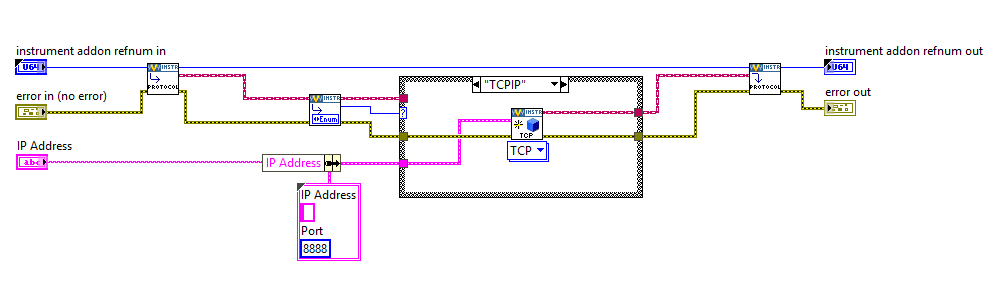 instrument addon refnum in
U64
INSTR
PROTOCOL
error in (no error)
IP Address
abc
INSTR
Enum
IP Address
IP Address
Port
8888
"TCPIP"
?
INSTR
TCP
TCP
INSTR
PROTOCOL
instrument addon refnum out
U64
error out